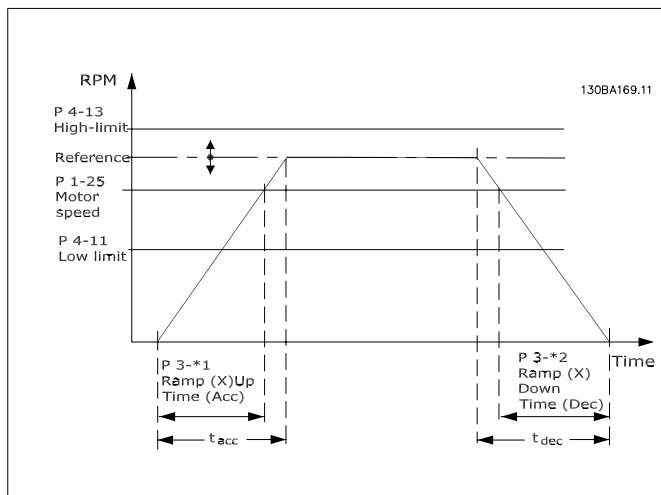 RPM
130BA169.11
P 4-13
High-limit
Reference
P 1-25
Motor
speed
P 4-11
Low limit
P 3-*1
Ramp (X)Up
Time (Acc)
P 3-*2
Ramp (X)
Down
Time (Dec)
Time
tacc
tdec